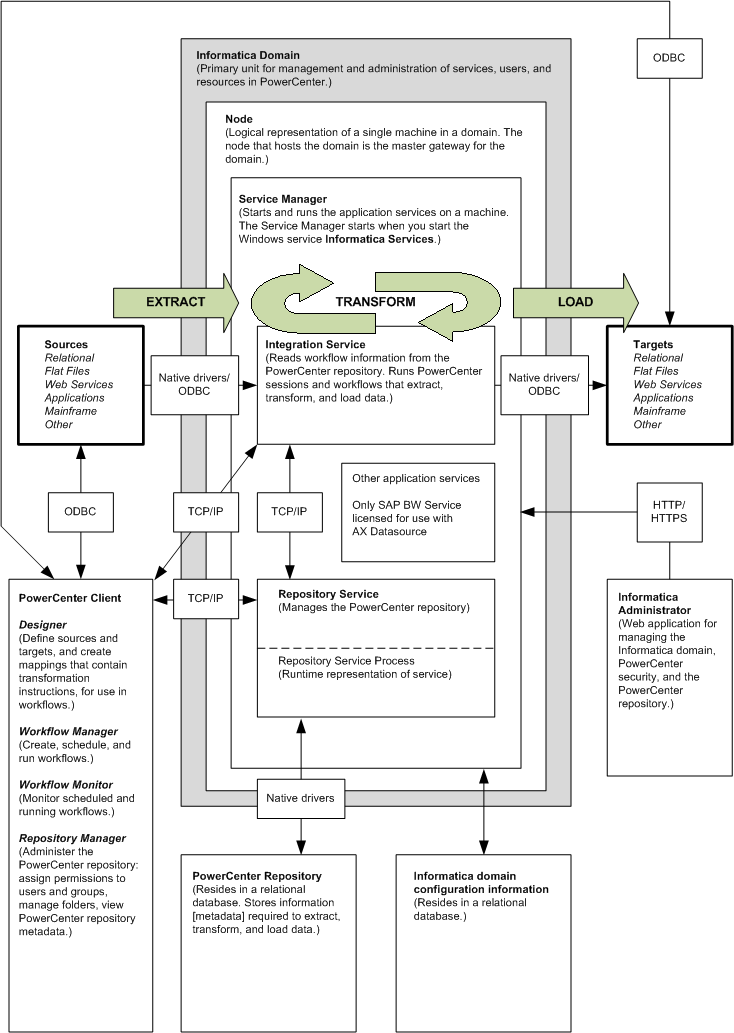 ODBC
Informatica Domain
(Primary unit for management and administration of services, users, and
resources in PowerCenter.)
Node
(Logical representation of a single machine in a domain. The
node that hosts the domain is the master gateway for the
domain.)
Service Manager
(Starts and runs the application services on a machine.
The Service Manager starts when you start the
Windows service Informatica Services.)
EXTRACT
TRANSFORM
LOAD
Sources
Relational
Flat Files
Web Services
Applications
Mainframe
Other
Native drivers/
ODBC
Integration Service
(Reads workflow information from the
PowerCenter repository. Runs PowerCenter
sessions and workflows that extract,
transform, and load data.)
Native drivers/
ODBC
Targets
Relational
Flat Files
Web Services
Applications
Mainframe
Other
ODBC
TCP/IP
TCP/IP
Other application services
Only SAP BW Service
licensed for use with
AX Datasource
HTTP/
HTTPS
PowerCenter Client
Designer
(Define sources and
targets, and create
mappings that contain
transformation
instructions, for use in
workflows.)
Workflow Manager
(Create, schedule, and
run workflows.)
Workflow Monitor
(Monitor scheduled and
running workflows.)
Repository Manager
(Administer the
PowerCenter repository:
assign permissions to
users and groups,
manage folders, view
PowerCenter repository
metadata.)
TCP/IP
Repository Service
(Manages the PowerCenter repository)
Repository Service Process
(Runtime representation of service)
Informatica
Administrator
(Web application for
managing the
Informatica domain,
PowerCenter
security, and the
PowerCenter
repository.)
Native drivers
PowerCenter Repository
(Resides in a relational
database. Stores information
[metadata] required to extract,
transform, and load data.)
Informatica domain
configuration information
(Resides in a relational
database.)